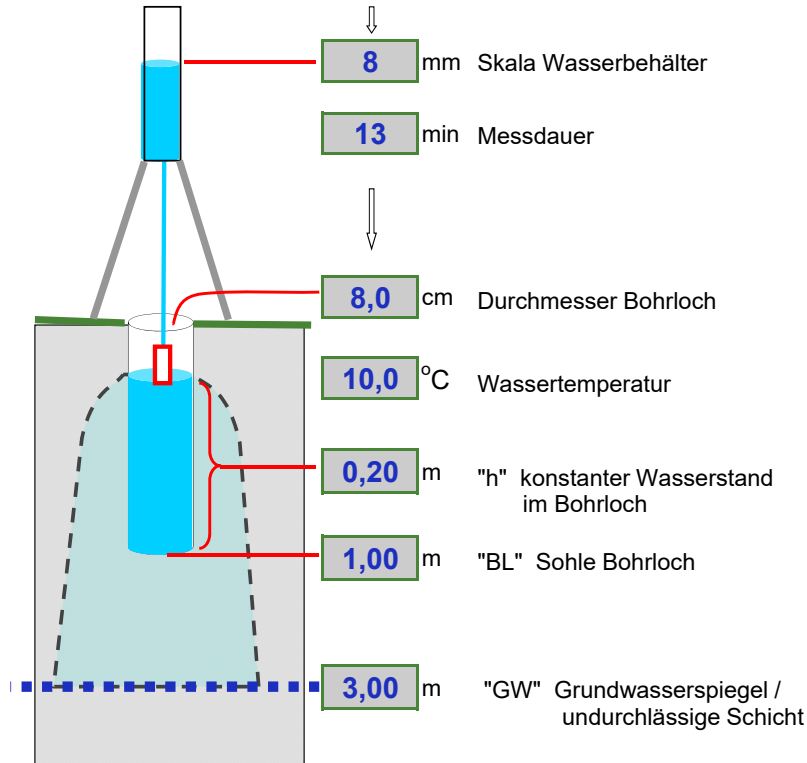 8 mm Skala Wasserbehälter
13 min Messdauer
8,0 cm Durchmesser Bohrloch
10,0 °C Wassertemperatur
0,20 m "h" konstanter Wasserstand
im Bohrloch
1,00 m "BL" Sohle Bohrloch
3,00 m "GW" Grundwasserspiegel /
undurchlässige Schicht